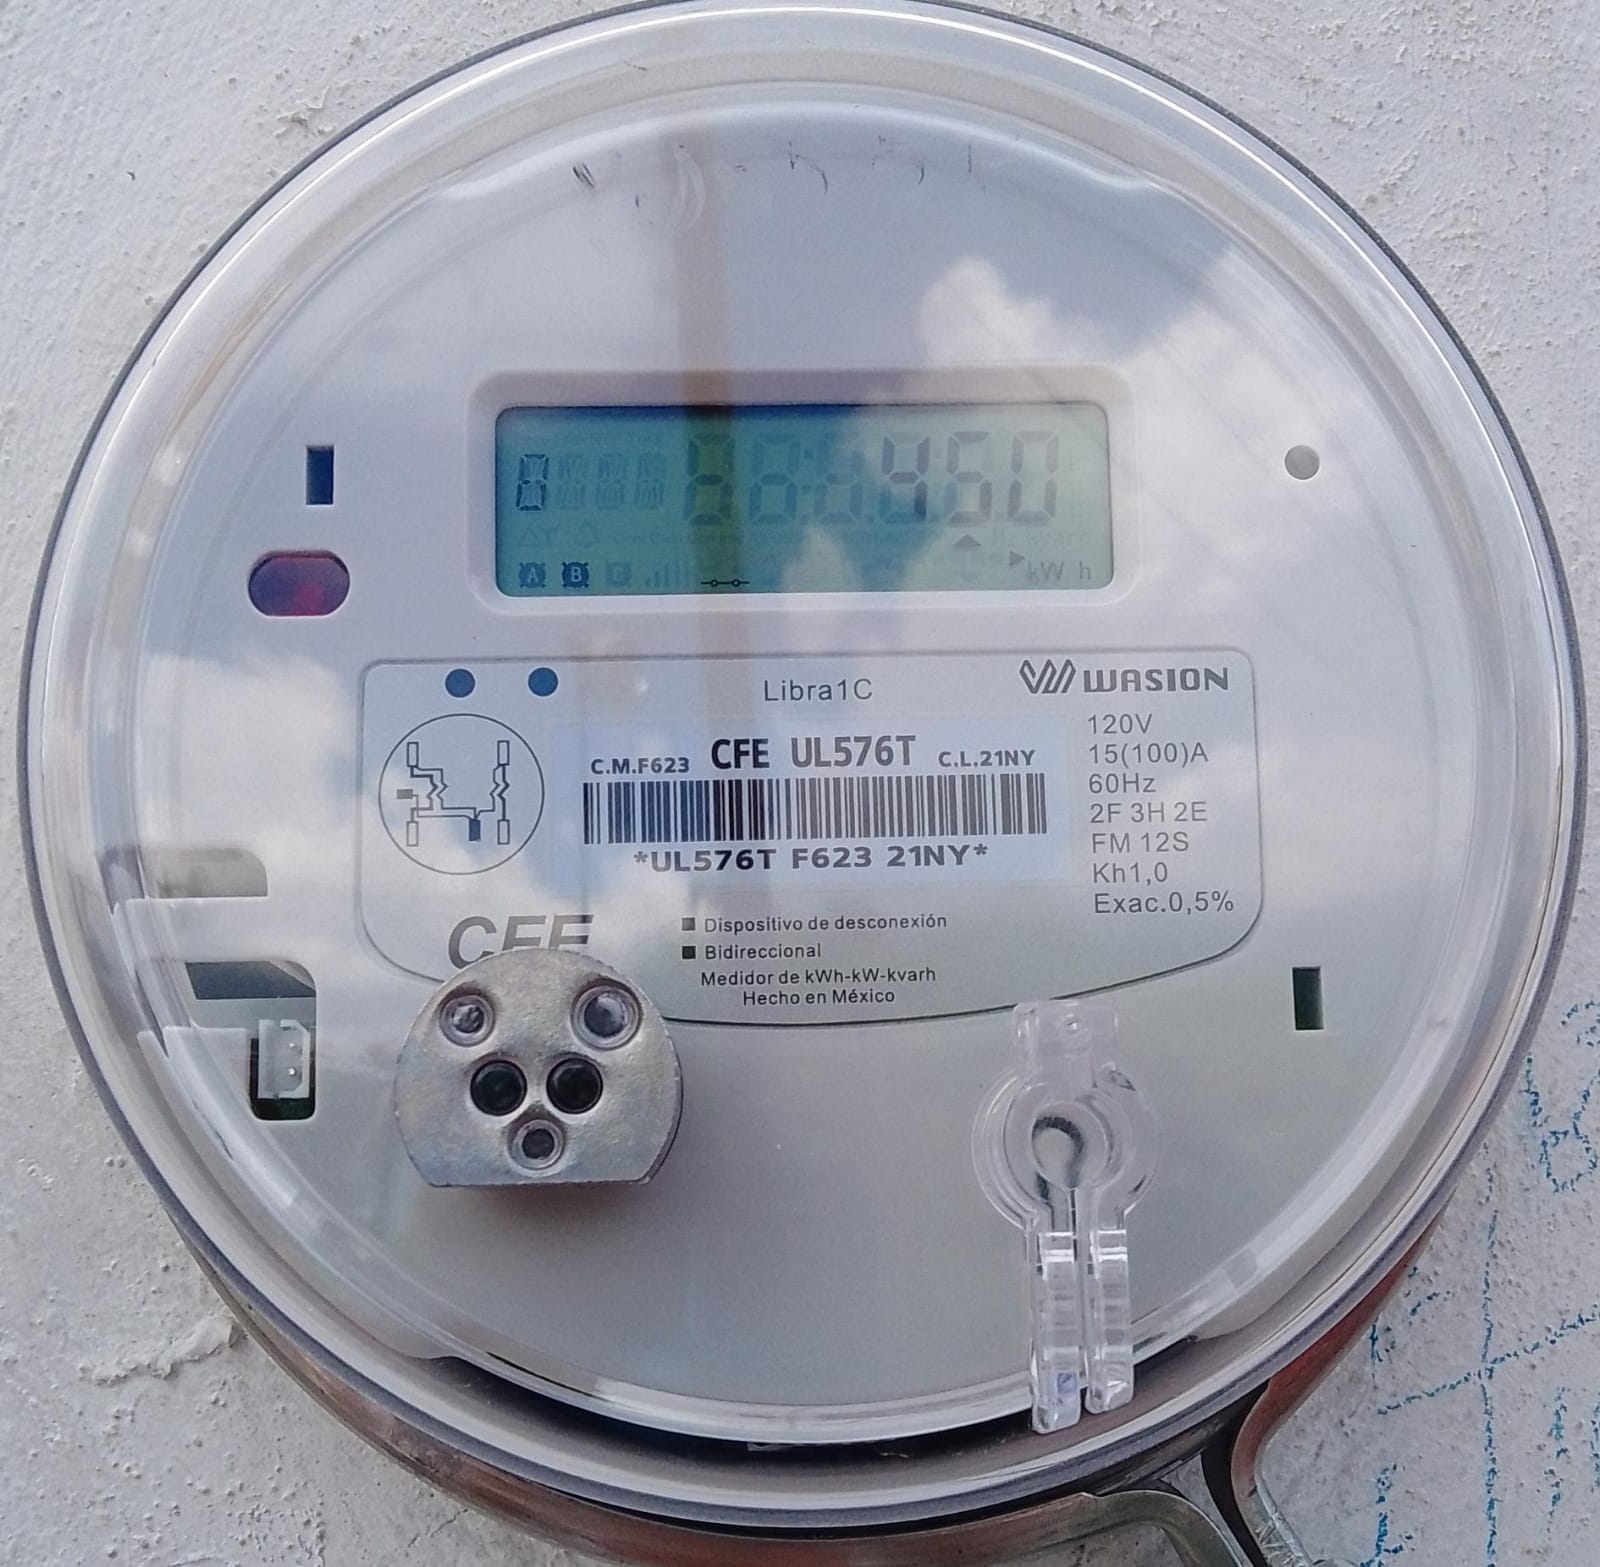 450
A B
kW h
Libra1C
WASION
C.M.F623 CFE UL576T C.L.21NY
*UL576T F623 21NY*
120V
15(100)A
60Hz
2F 3H 2E
FM 12S
Kh1,0
Exac.0,5%
CFE
Dispositivo de desconexión
Bidireccional
Medidor de kWh-kW-kvarh
Hecho en México